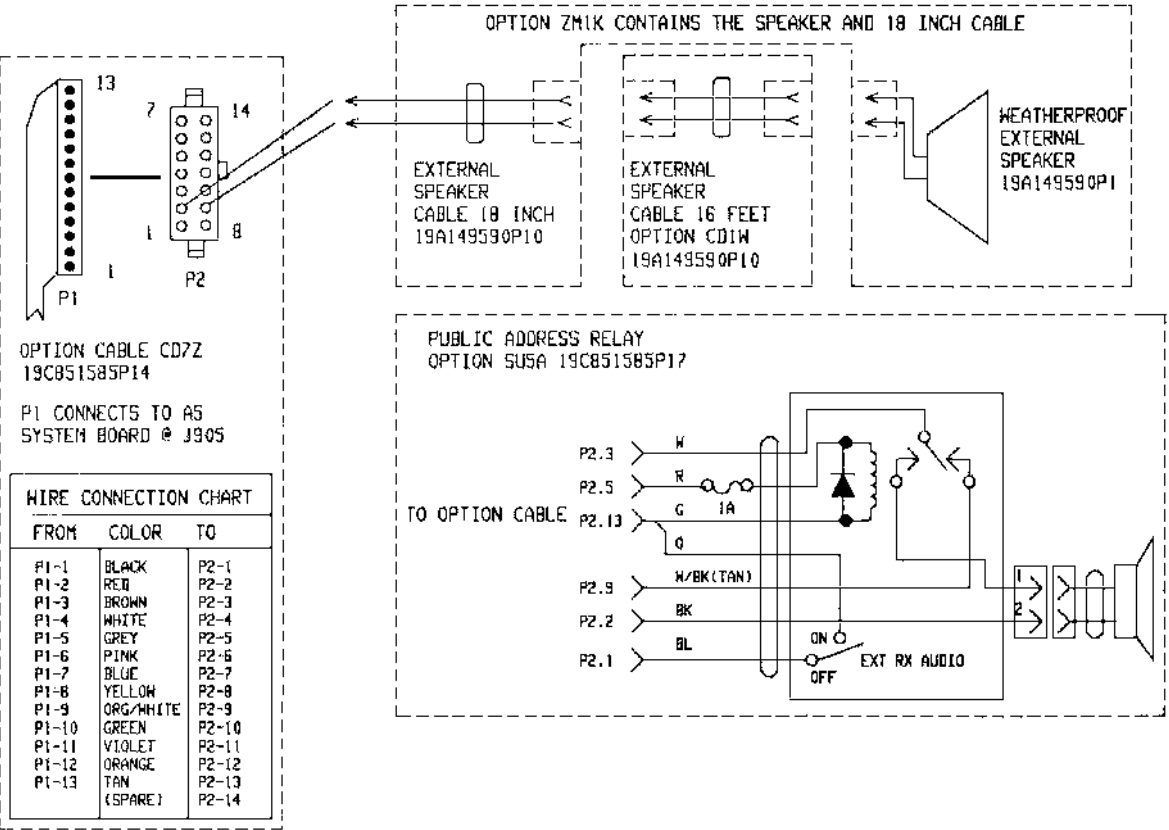 OPTION ZM1K CONTAINS THE SPEAKER AND 18 INCH CABLE
13
7
14
1
8
1
P1
P2
EXTERNAL
SPEAKER
CABLE 18 INCH
19A149590P10
EXTERNAL
SPEAKER
CABLE 16 FEET
OPTION CD1W
19A149590P10
WEATHERPROOF
EXTERNAL
SPEAKER
19A149590P1
OPTION CABLE CD7Z
19C851585P14
P1 CONNECTS TO A5
SYSTEM BOARD @ J905
WIRE CONNECTION CHART
FROM COLOR TO
P1-1 BLACK P2-1
P1-2 RED P2-2
P1-3 BROWN P2-3
P1-4 WHITE P2-4
P1-5 GREY P2-5
P1-6 PINK P2-6
P1-7 BLUE P2-7
P1-8 YELLOW P2-8
P1-9 ORG/WHITE P2-9
P1-10 GREEN P2-10
P1-11 VIOLET P2-11
P1-12 ORANGE P2-12
P1-13 TAN P2-13
(SPARE) P2-14
PUBLIC ADDRESS RELAY
OPTION SU5A 19C851585P17
P2.3 W
P2.5 R
1A
TO OPTION CABLE P2.13 G
O
P2.9 W/BK(TAN)
P2.2 BK
P2.1 BL
ON
OFF
EXT RX AUDIO
1
2